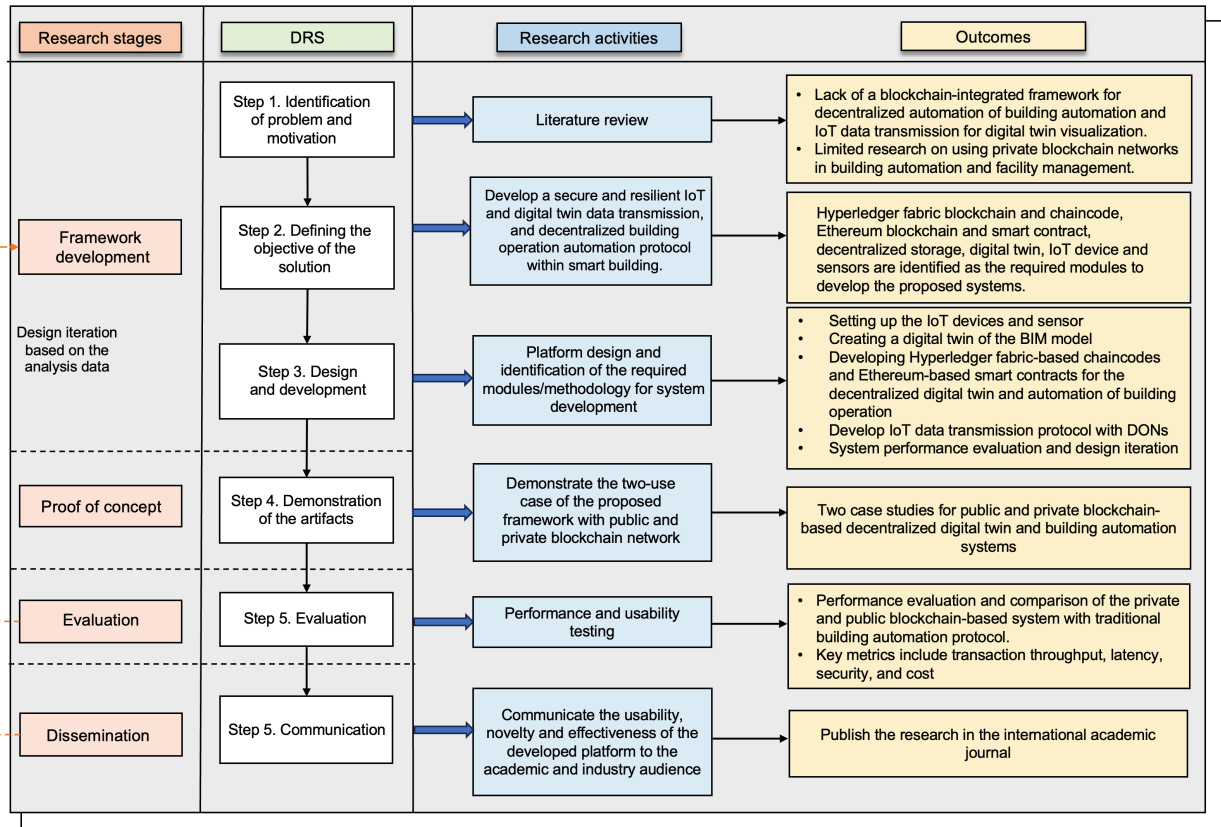 Research stages
DRS
Research activities
Outcomes
Step 1. Identification
of problem and
motivation
Literature review
• Lack of a blockchain-integrated framework for
decentralized automation of building automation and
IoT data transmission for digital twin visualization.
• Limited research on using private blockchain networks
in building automation and facility management.
Framework
development
Step 2. Defining the
objective of the
solution
Develop a secure and resilient IoT
and digital twin data transmission,
and decentralized building
operation automation protocol
within smart building.
Hyperledger fabric blockchain and chaincode,
Ethereum blockchain and smart contract,
decentralized storage, digital twin, IoT device and
sensors are identified as the required modules to
develop the proposed systems.
Design iteration
based on the
analysis data
Step 3. Design
and development
Platform design and
identification of the required
modules/methodology for system
development
• Setting up the IoT devices and sensor
• Creating a digital twin of the BIM model
• Developing Hyperledger fabric-based chaincodes
and Ethereum-based smart contracts for the
decentralized digital twin and automation of building
operation
• Develop IoT data transmission protocol with DONs
• System performance evaluation and design iteration
Proof of concept
Step 4. Demonstration
of the artifacts
Demonstrate the two-use
case of the proposed
framework with public and
private blockchain network
Two case studies for public and private blockchain-
based decentralized digital twin and building automation
systems
Evaluation
Step 5. Evaluation
Performance and usability
testing
• Performance evaluation and comparison of the private
and public blockchain-based system with traditional
building automation protocol.
• Key metrics include transaction throughput, latency,
security, and cost
Dissemination
Step 5. Communication
Communicate the usability,
novelty and effectiveness of the
developed platform to the
academic and industry audience
Publish the research in the international academic
journal